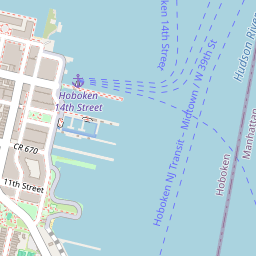 Hoboken
14th Street
Hoboken 14th Street
Hoboken NJ Transit – Midtown / W 39th St
Hudson River
Hoboken
Manhattan
CR 670
11th Street